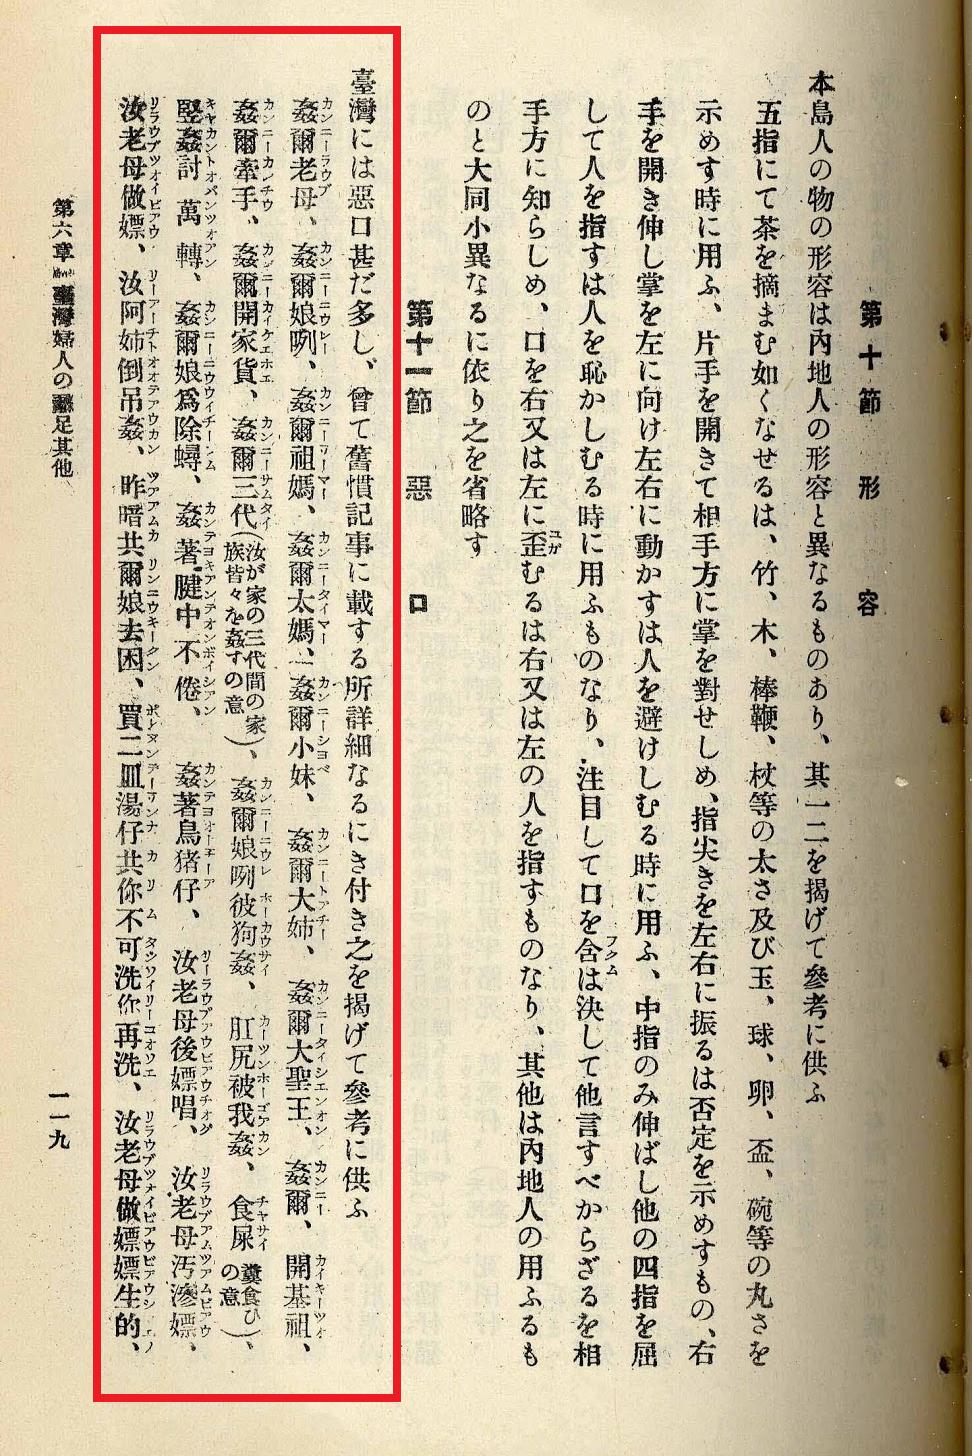 第十節　形　容
本島人の物の形容は內地人の形容と異なるものあり、其一二を揭げて參考に供ふ
五指にて茶を摘まむ如くなせるは、竹、木、棒鞭、杖等の太さ及び玉、球、卵、盃、碗等の丸さを
示めす時に用ふ、片手を開きて相手方に掌を對せしめ、指尖きを左右に振るは否定を示めすもの、右
手を開き伸し掌を左に向け左右に動かすは人を避けしむる時に用ふ、中指のみ伸ばし他の四指を屈
して人を指すは人を恥かしむる時に用ふものなり、注目して口を含は決して他言すべからざるを相
手方に知らしめ、口を右又は左に歪むるは右又は左の人を指すものなり、其他は內地人の用ふるも
のと大同小異なるに依り之を省略す
第十一節　惡　口
臺灣には惡口甚だ多し、曾て舊慣記事に載する所詳細なるにき付き之を揭げて參考に供ふ
姦爾老母、姦爾娘咧、姦爾祖媽、姦爾太媽、姦爾小妹、姦爾大姉、姦爾大聖王、姦爾、開基祖、
姦爾牽手、姦爾開家貨、姦爾三代（汝が家の三代間の家族皆々を姦すの意）、姦爾娘咧彼狗姦、肛尻被我姦、食屎（糞食ひの意）、
竪姦討萬轉、姦爾娘爲除蟳、姦著腱中不倦、姦著鳥猪仔、汝老母後嫖唱、汝老母汚滲嫖、
汝老母做嫖、汝阿姉倒吊姦、昨暗共爾娘去困、買二皿湯仔共你不可洗你再洗、汝老母做嫖嫖生的、
第六章　臺灣婦人の纏足其他
一一九